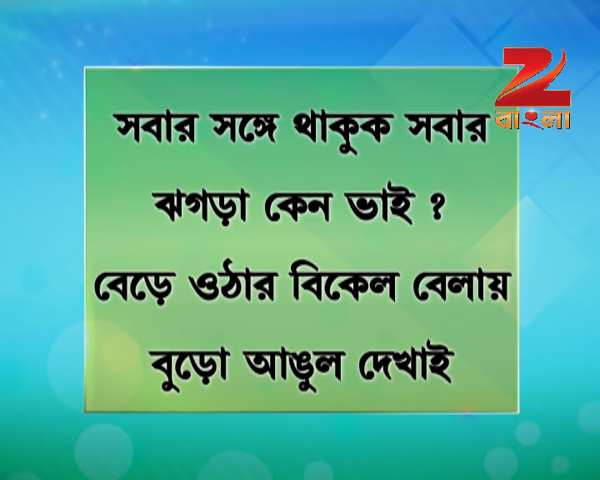 Z
বাংলা
সবার সঙ্গে থাকুক সবার
ঝগড়া কেন ভাই ?
বেড়ে ওঠার বিকেল বেলায়
বুড়ো আঙুল দেখাই